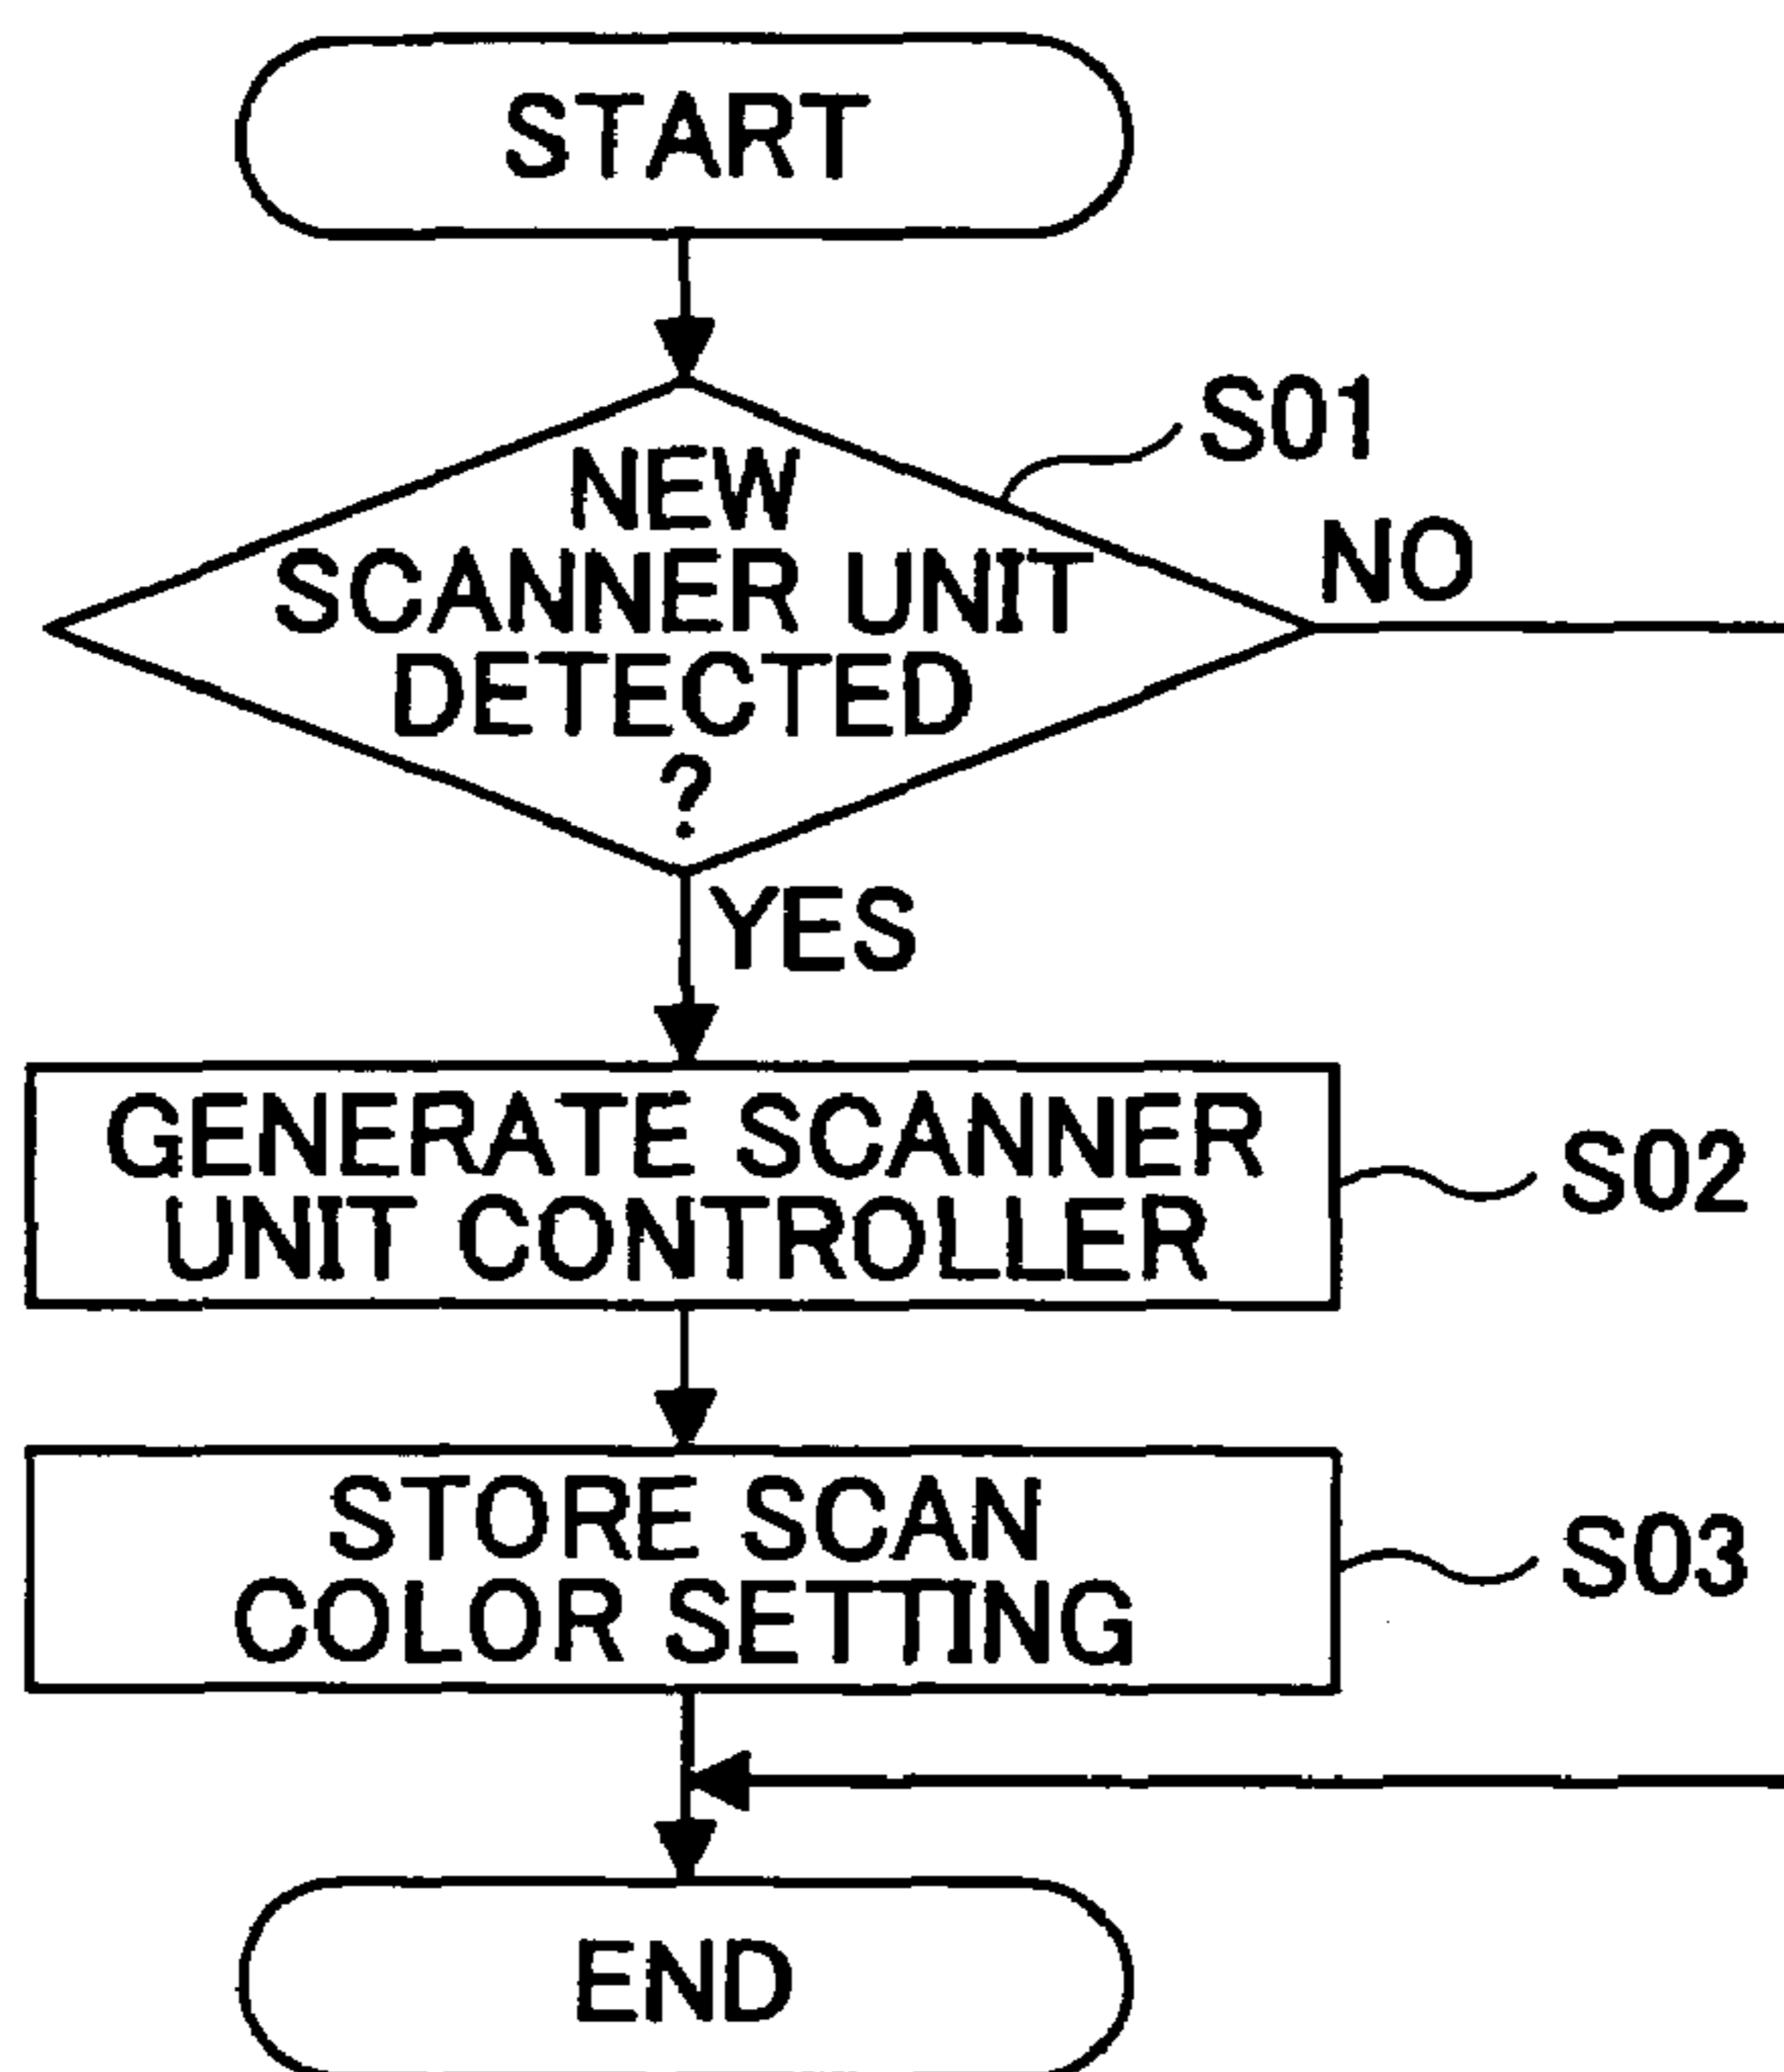 START
S01
NEW
SCANNER UNIT
DETECTED
?
NO
YES
GENERATE SCANNER
UNIT CONTROLLER
S02
STORE SCAN
COLOR SETTING
S03
END